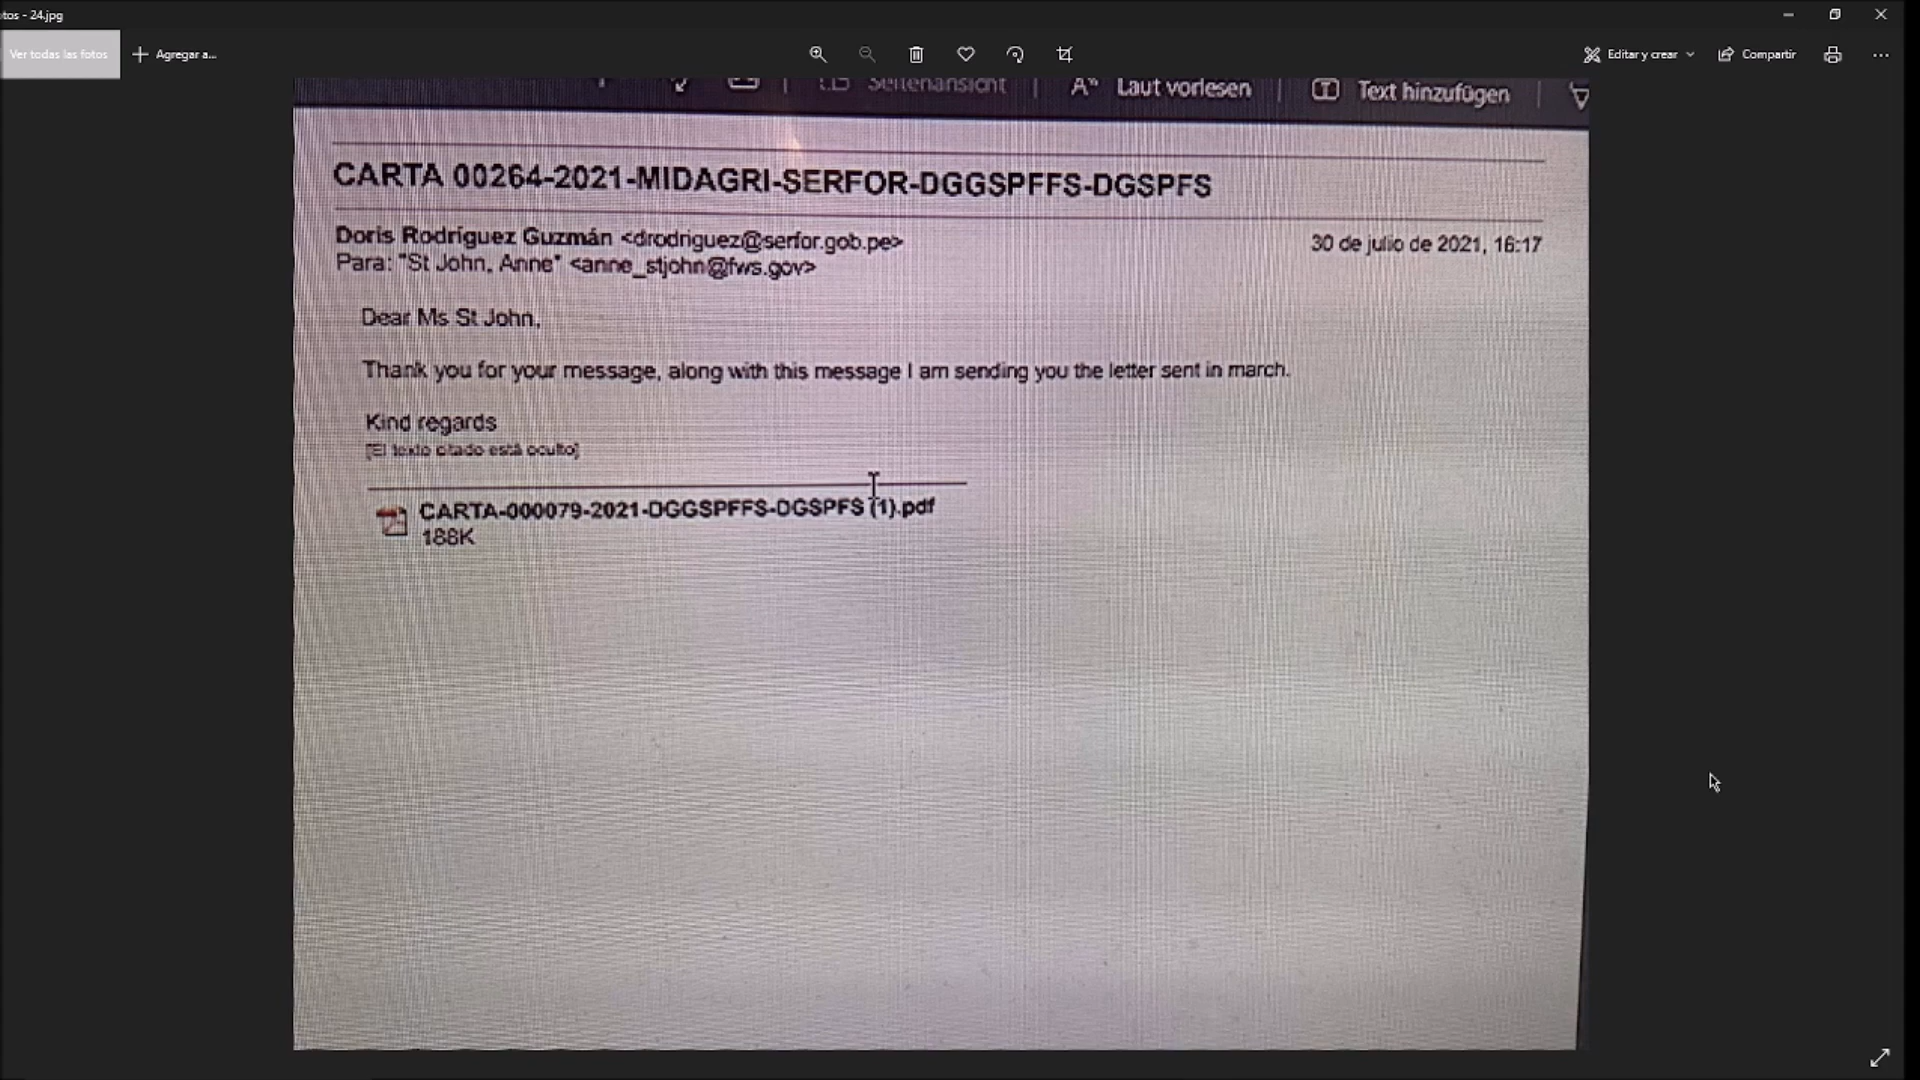 tos - 24.jpg
Ver todas las fotos
Agregar a...
Editar y crear
Compartir
Seitenansicht
Laut vorlesen
Text hinzufügen
CARTA 00264-2021-MIDAGRI-SERFOR-DGGSPFFS-DGSPFS
Doris Rodríguez Guzmán <drodriguez@serfor.gob.pe> 30 de julio de 2021, 16:17
Para: "St John, Anne" <anne_stjohn@fws.gov>
Dear Ms St John,
Thank you for your message, along with this message I am sending you the letter sent in march.
Kind regards
[El texto citado está oculto]
CARTA-000079-2021-DGGSPFFS-DGSPFS (1).pdf
188K